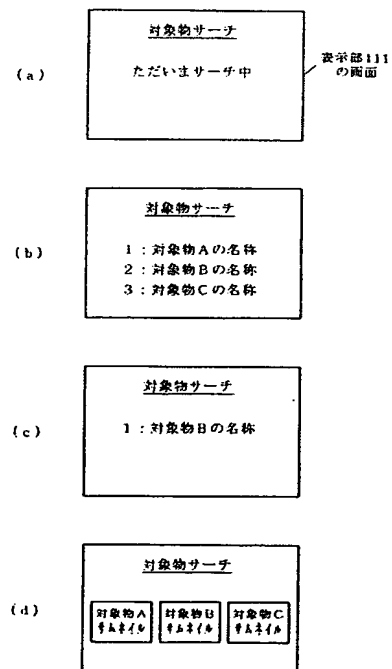 (a)
対象物サーチ
ただいまサーチ中
表示部111
の画面
(b)
対象物サーチ
1:対象物Aの名称
2:対象物Bの名称
3:対象物Cの名称
(c)
対象物サーチ
1:対象物Bの名称
(d)
対象物サーチ
対象物A
サムネイル
対象物B
サムネイル
対象物C
サムネイル